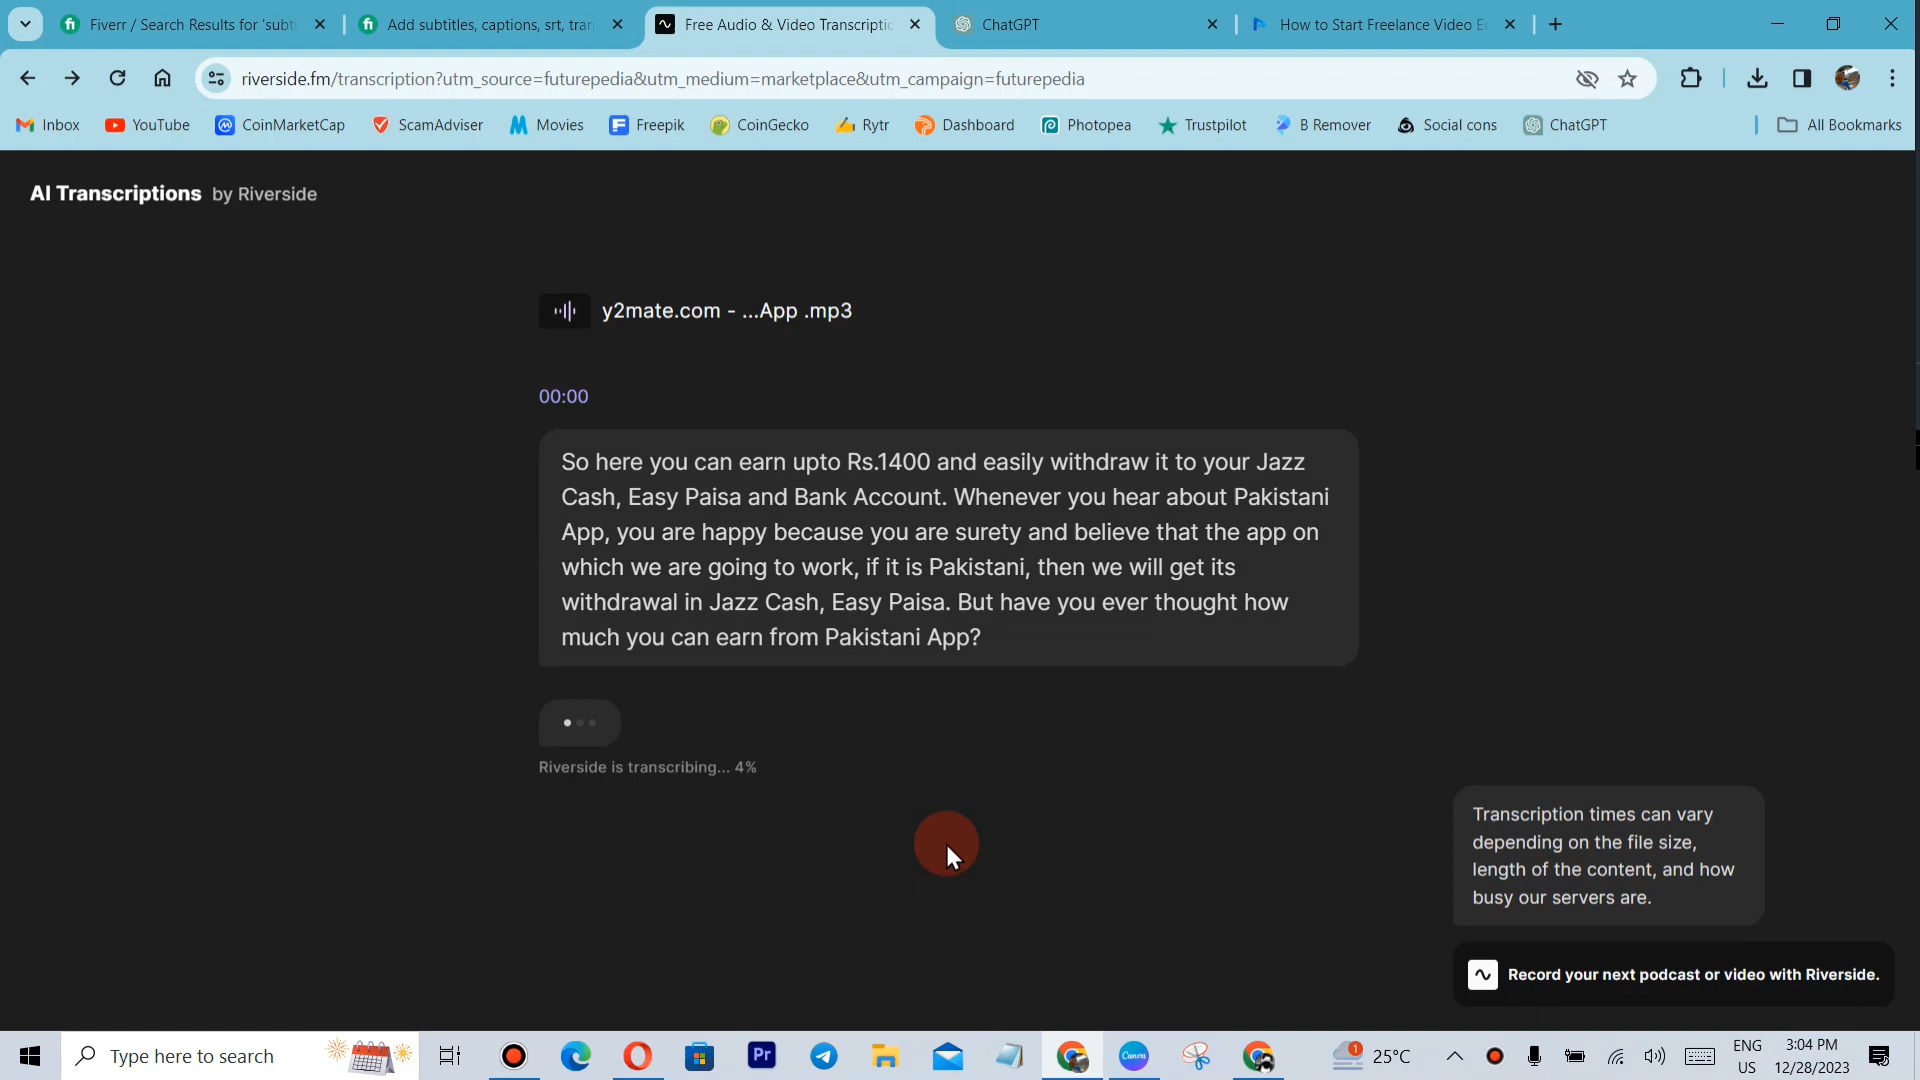 Fiverr / Search Results for 'subti
Add subtitles, captions, srt, tran
Free Audio & Video Transcriptio
ChatGPT
How to Start Freelance Video E
riverside.fm/transcription?utm_source=futurepedia&utm_medium=marketplace&utm_campaign=futurepedia
Inbox
YouTube
CoinMarketCap
ScamAdviser
Movies
Freepik
CoinGecko
Rytr
Dashboard
Photopea
Trustpilot
B Remover
Social cons
ChatGPT
All Bookmarks
AI Transcriptions by Riverside
y2mate.com - ...App .mp3
00:00
So here you can earn upto Rs.1400 and easily withdraw it to your Jazz
Cash, Easy Paisa and Bank Account. Whenever you hear about Pakistani
App, you are happy because you are surety and believe that the app on
which we are going to work, if it is Pakistani, then we will get its
withdrawal in Jazz Cash, Easy Paisa. But have you ever thought how
much you can earn from Pakistani App?
Riverside is transcribing... 4%
Transcription times can vary
depending on the file size,
length of the content, and how
busy our servers are.
Record your next podcast or video with Riverside.
Type here to search
Pr
Canva
1
25°C
ENG
US
3:04 PM
12/28/2023